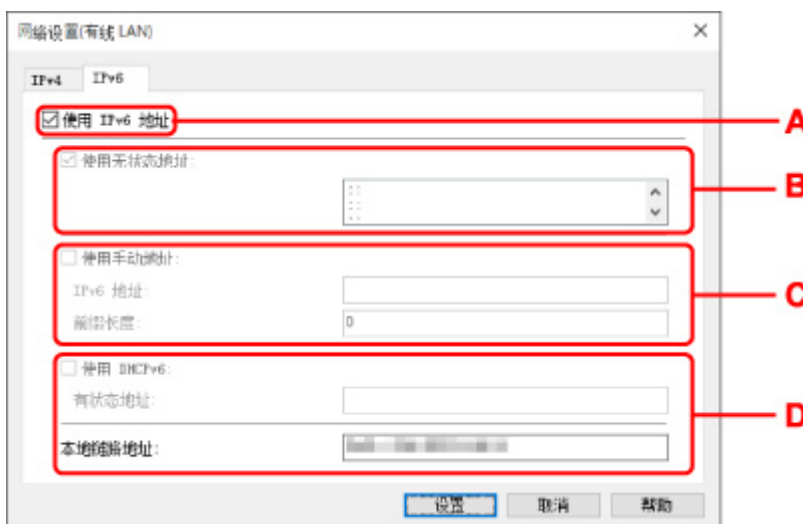 网络设置(有线 LAN)
IPv4 IPv6
使用 IPv6 地址 A
使用无状态地址:
:: B
::
::
使用手动地址:
IPv6 地址: C
前缀长度: 0
使用 DHCPv6:
有状态地址: D
本地链路地址:
设置 取消 帮助